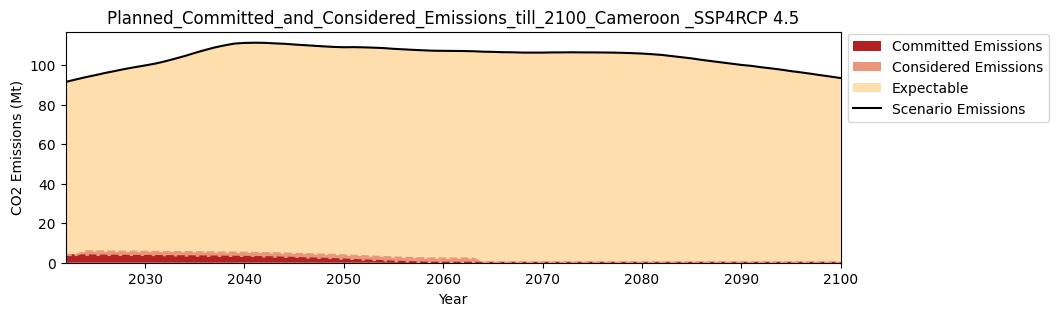 Planned_Committed_and_Considered_Emissions_till_2100_Cameroon _SSP4RCP 4.5
Committed Emissions
Considered Emissions
Expectable
Scenario Emissions
CO2 Emissions (Mt)
100
80
60
40
20
0
2030 2040 2050 2060 2070 2080 2090 2100
Year